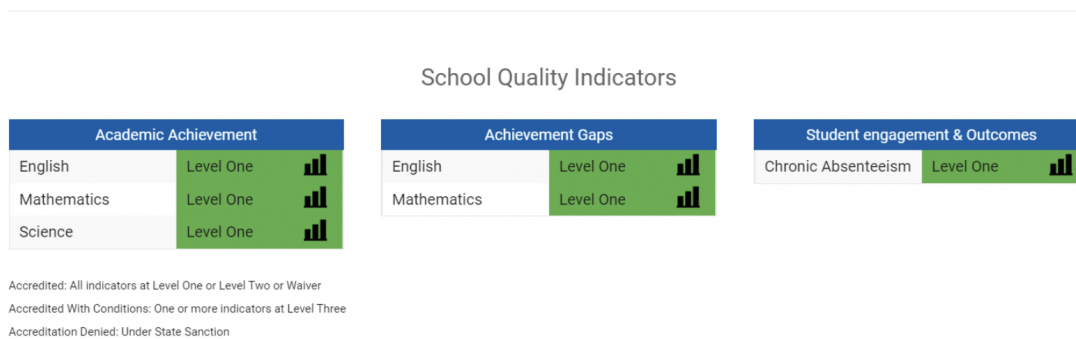 School Quality Indicators
Academic Achievement
English Level One
Mathematics Level One
Science Level One
Achievement Gaps
English Level One
Mathematics Level One
Student engagement & Outcomes
Chronic Absenteeism Level One
Accredited: All indicators at Level One or Level Two or Waiver
Accredited With Conditions: One or more indicators at Level Three
Accreditation Denied: Under State Sanction